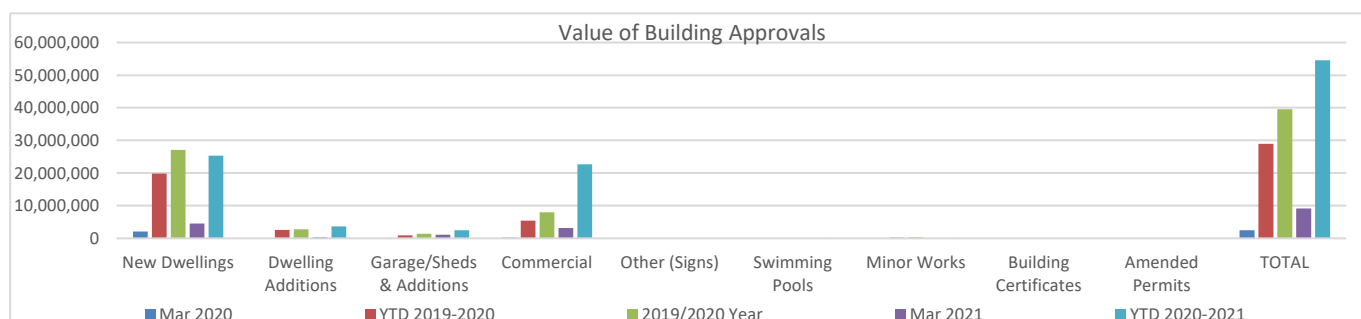 Value of Building Approvals
60,000,000
50,000,000
40,000,000
30,000,000
20,000,000
10,000,000
0
New Dwellings
Dwelling
Additions
Garage/Sheds
& Additions
Commercial
Other (Signs)
Swimming
Pools
Minor Works
Building
Certificates
Amended
Permits
TOTAL
Mar 2020
YTD 2019-2020
2019/2020 Year
Mar 2021
YTD 2020-2021